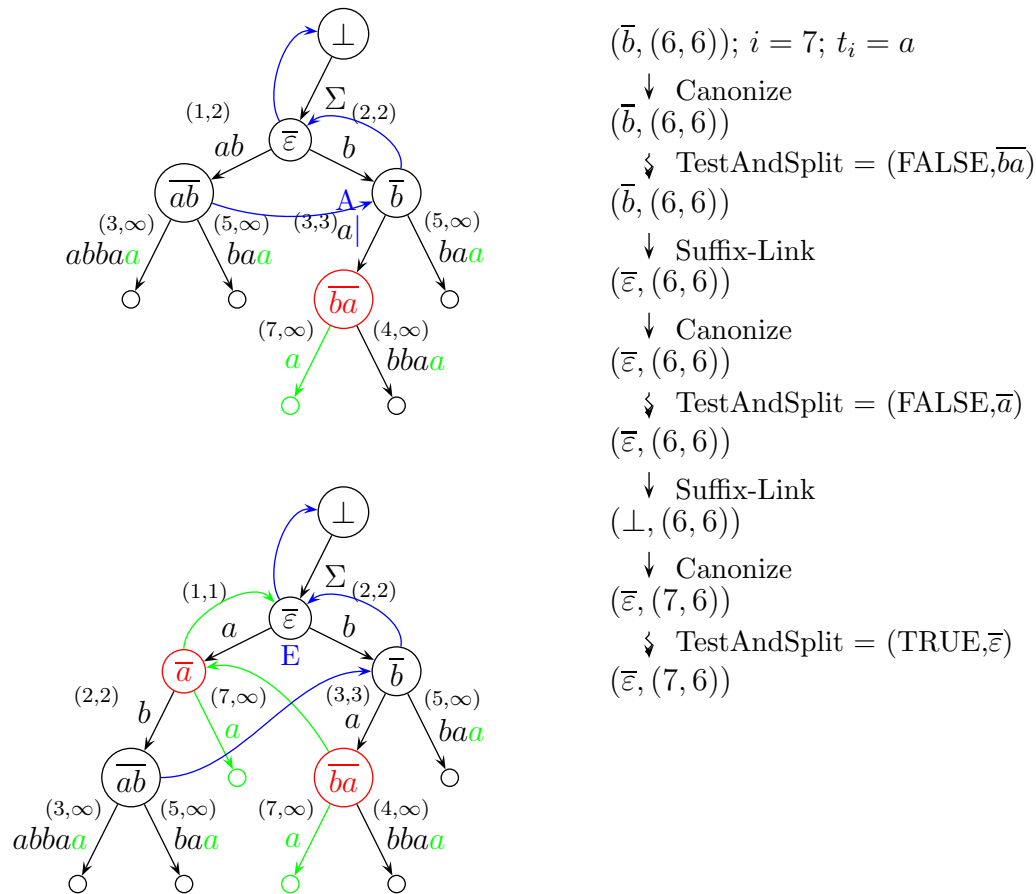 ⊥
Σ
(1,2) (2,2)
ε̅
ab b
a̅b̅ b̅
A
(3,∞) (5,∞) (3,3) (5,∞)
abbaa baa a| baa
b̅a̅
(7,∞) (4,∞)
a bbaa
⊥
Σ
(1,1) (2,2)
ε̅
a b
E
a̅ b̅
(2,2) (7,∞) (3,3) (5,∞)
b a a baa
a̅b̅ b̅a̅
(3,∞) (5,∞) (7,∞) (4,∞)
abbaa baa a bbaa
(b̅, (6, 6)); i = 7; tᵢ = a
Canonize
(b̅, (6, 6))
TestAndSplit = (FALSE,b̅a̅)
(b̅, (6, 6))
Suffix-Link
(ε̅, (6, 6))
Canonize
(ε̅, (6, 6))
TestAndSplit = (FALSE,a̅)
(ε̅, (6, 6))
Suffix-Link
(⊥, (6, 6))
Canonize
(ε̅, (7, 6))
TestAndSplit = (TRUE,ε̅)
(ε̅, (7, 6))